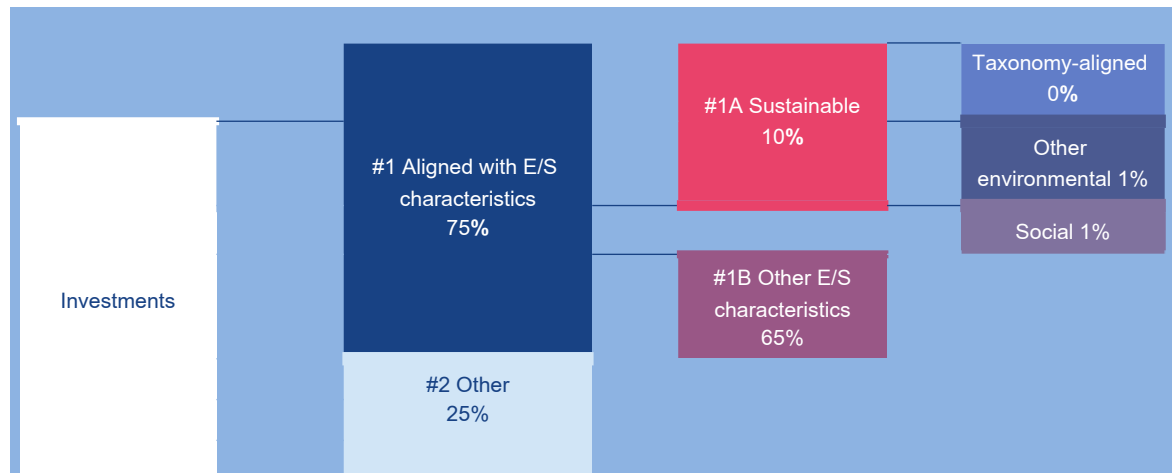 Investments
#1 Aligned with E/S
characteristics
75%
#2 Other
25%
#1A Sustainable
10%
#1B Other E/S
characteristics
65%
Taxonomy-aligned
0%
Other
environmental 1%
Social 1%